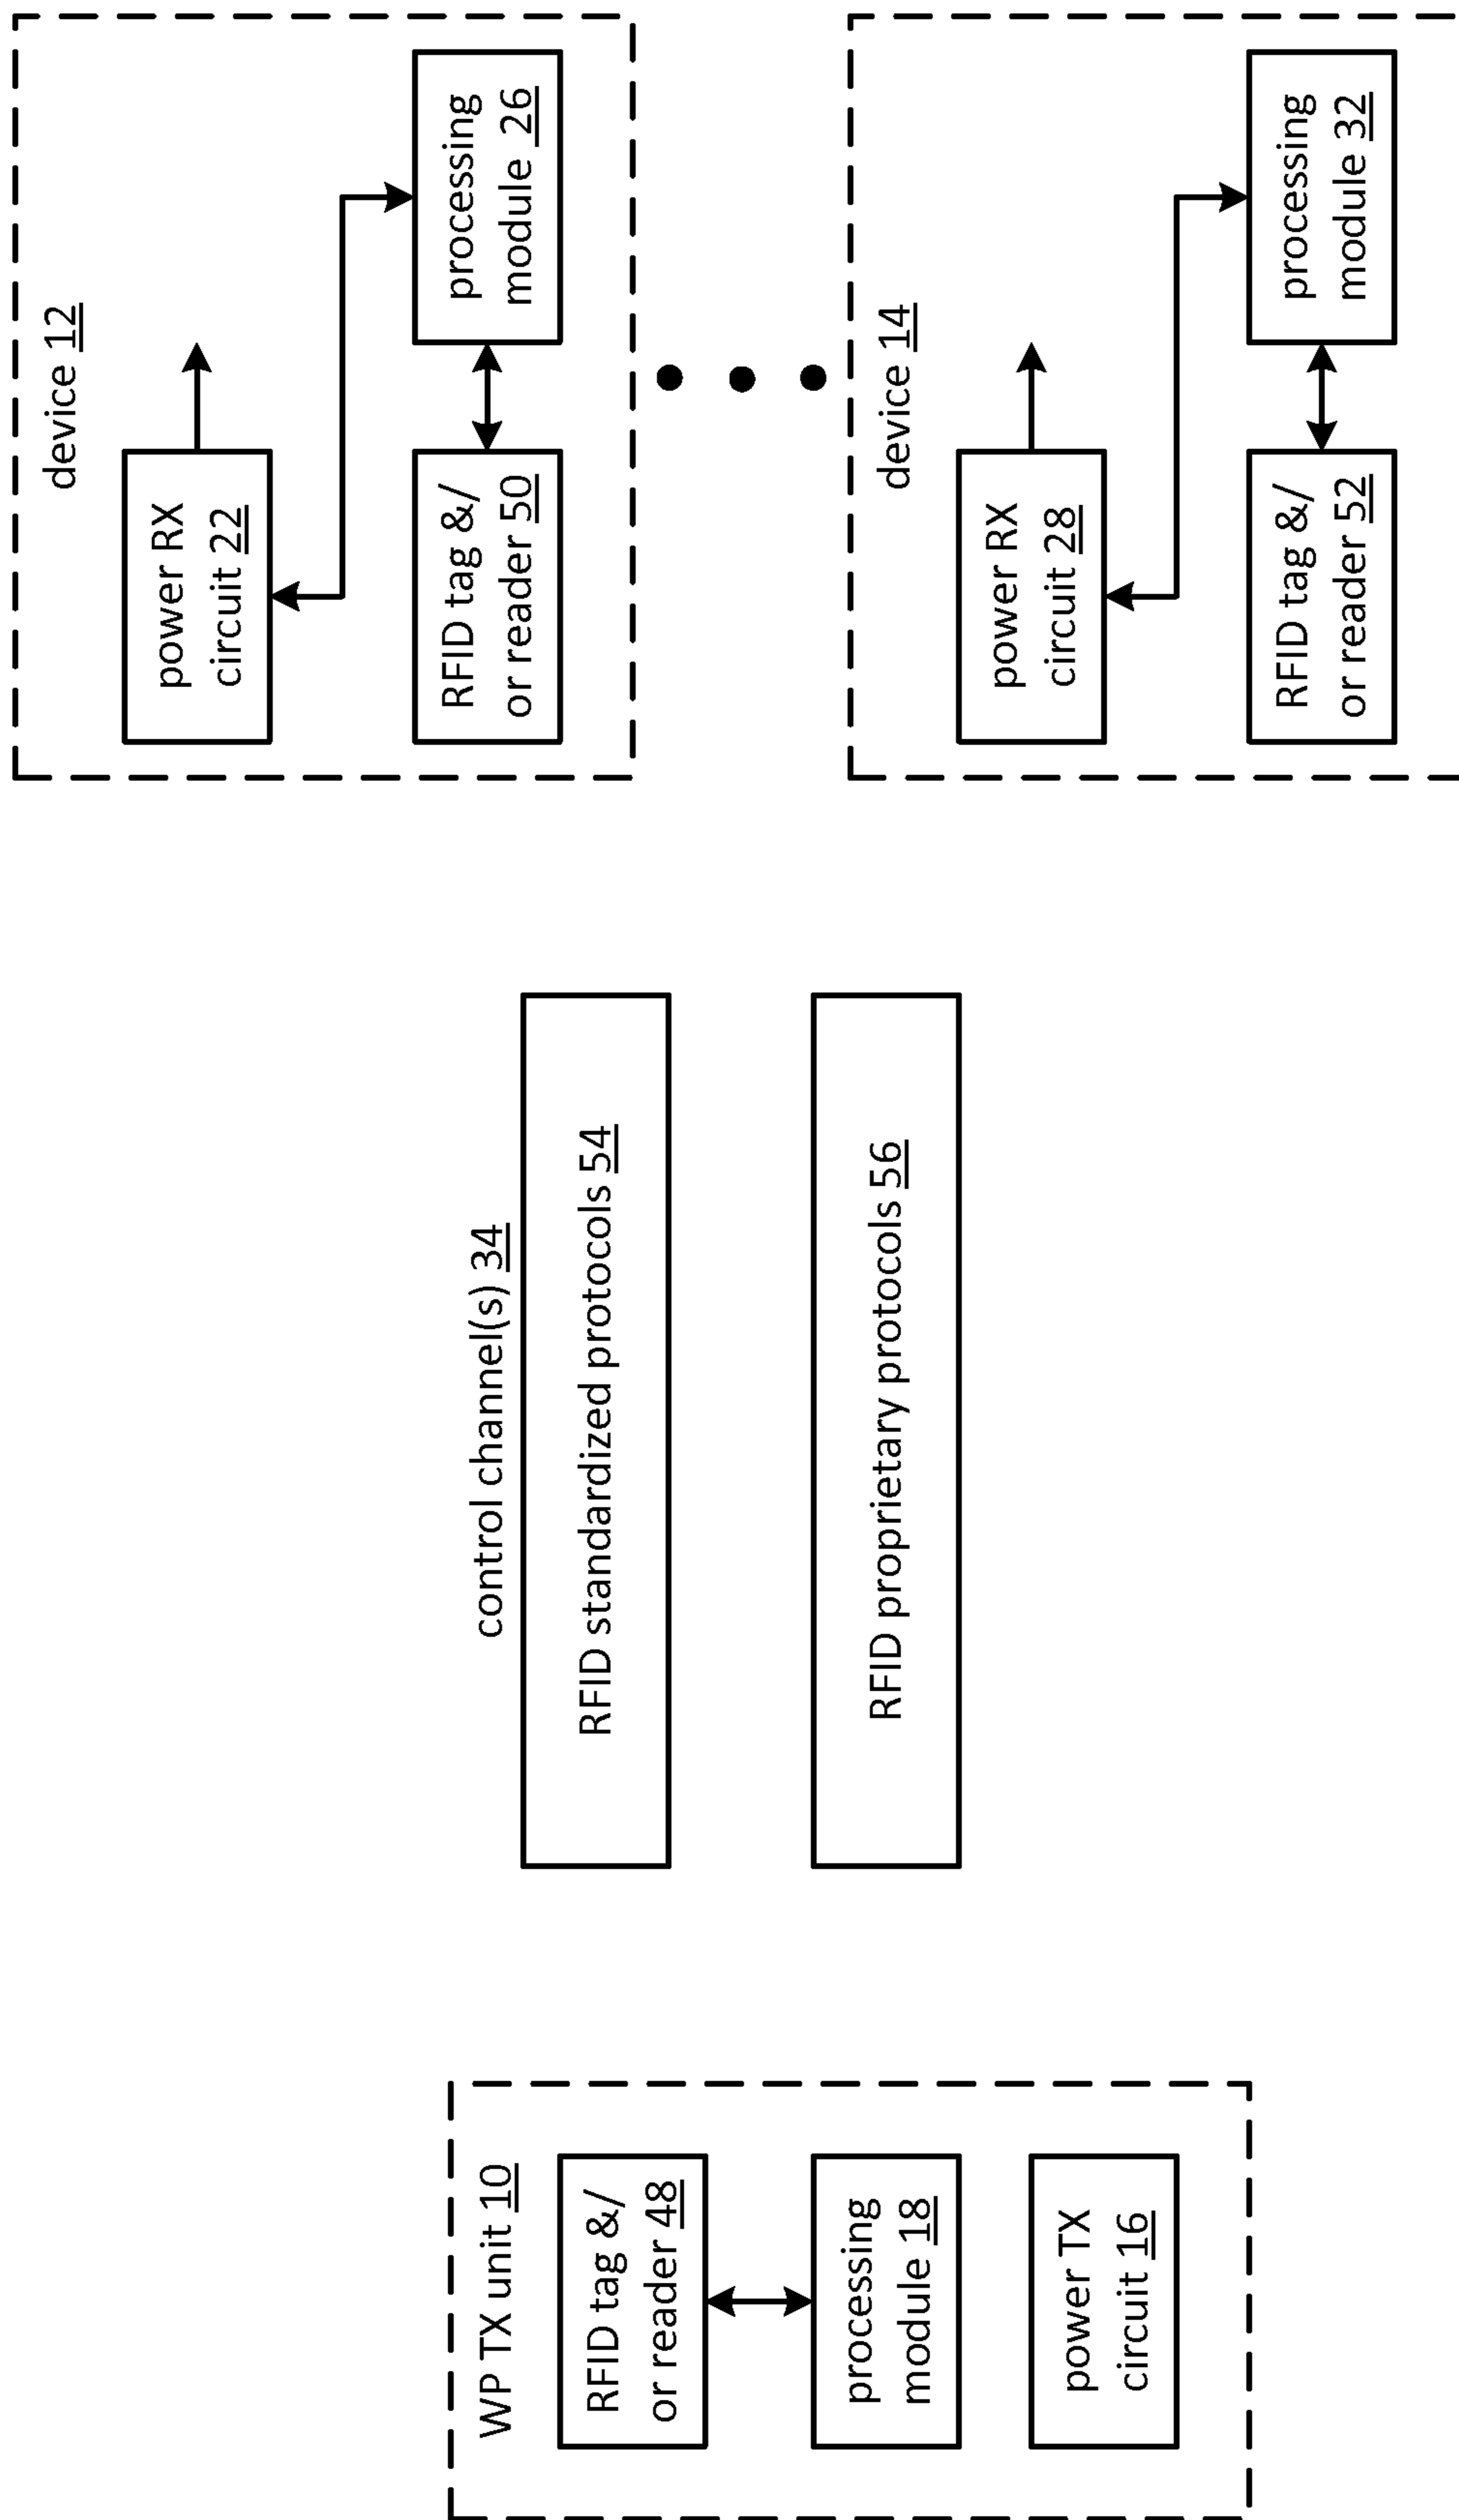 WP TX unit 10
RFID tag &/
or reader 48
processing
module 18
power TX
circuit 16
control channel(s) 34
RFID standardized protocols 54
RFID proprietary protocols 56
device 12
power RX
circuit 22
RFID tag &/
or reader 50
processing
module 26
device 14
power RX
circuit 28
RFID tag &/
or reader 52
processing
module 32